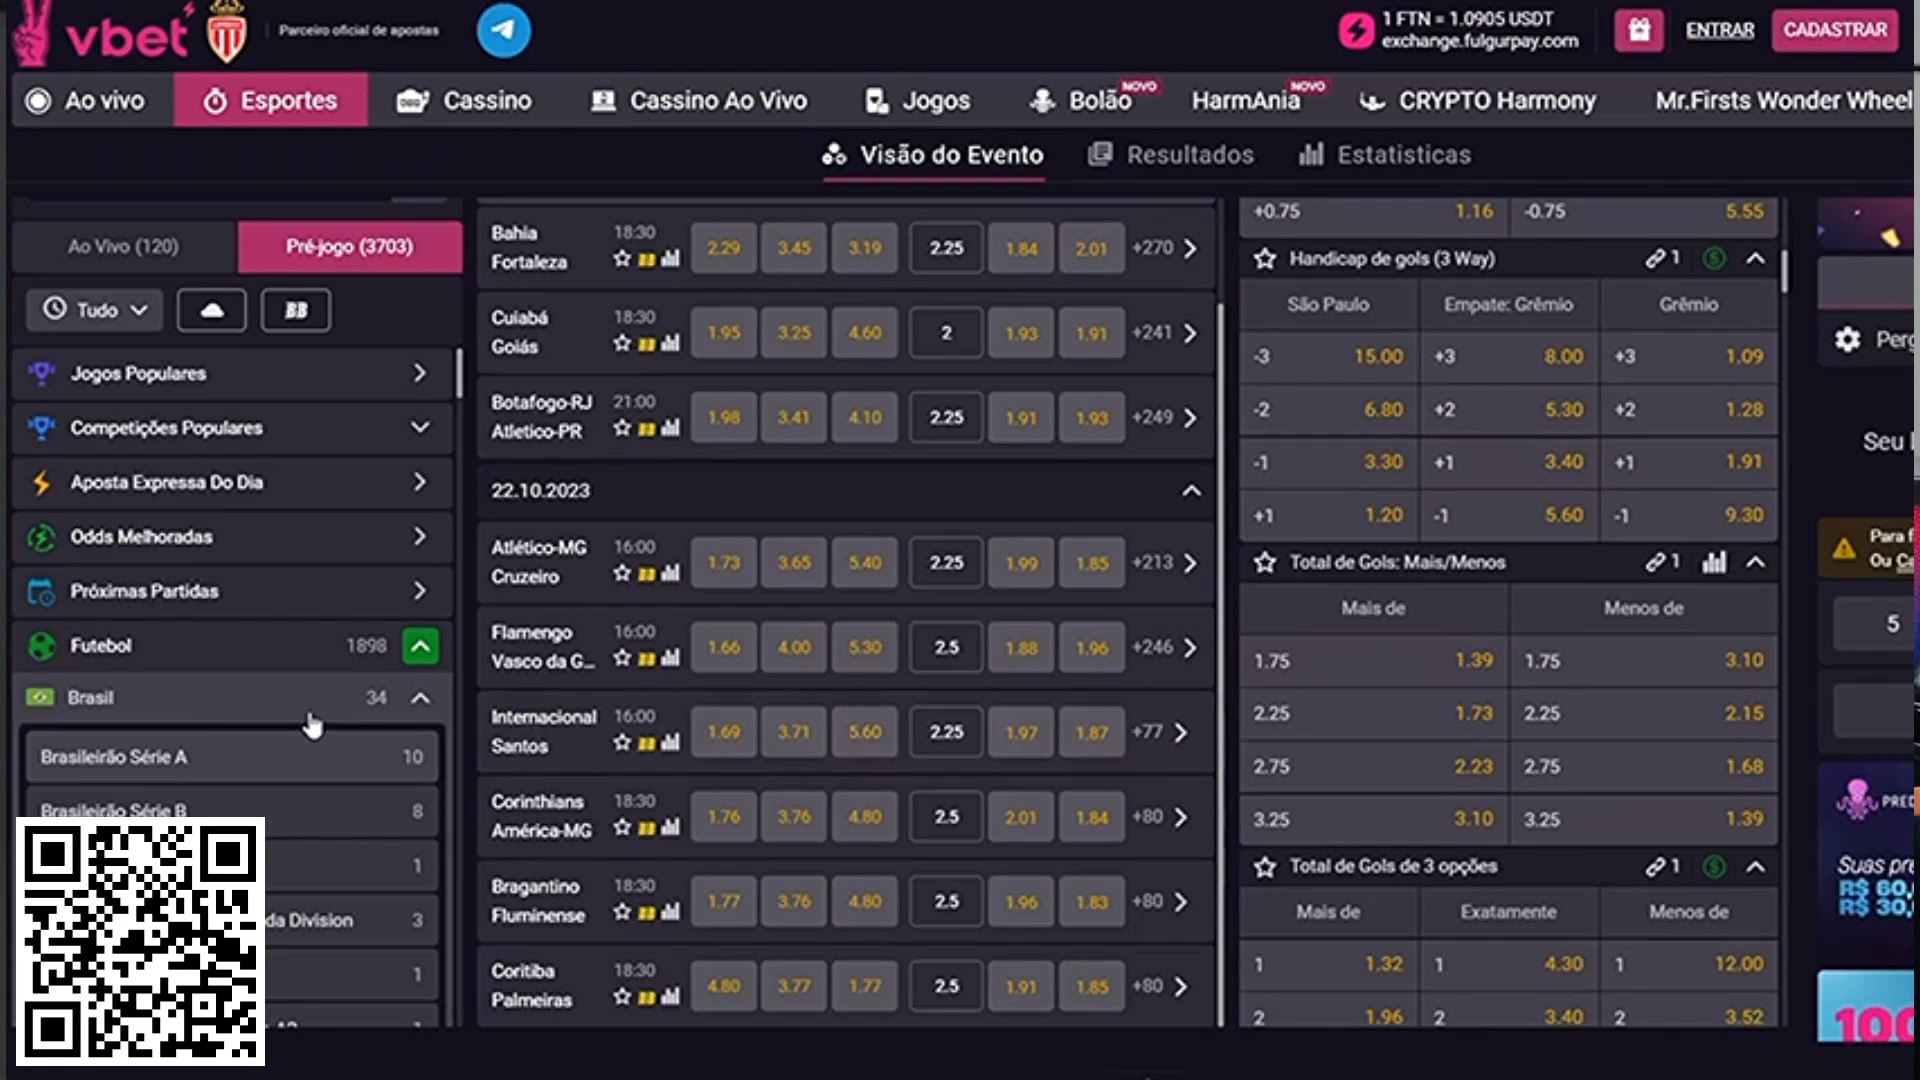 vbet
Parceiro oficial de apostas
1 FTN = 1.0905 USDT
exchange.fulgurpay.com
ENTRAR
CADASTRAR
Ao vivo
Esportes
Cassino
Cassino Ao Vivo
Jogos
Bolão
NOVO
HarmAnia
NOVO
CRYPTO Harmony
Mr.Firsts Wonder Wheel
Visão do Evento
Resultados
Estatisticas
Ao Vivo (120)
Pré-jogo (3703)
Tudo
BB
Jogos Populares
Competições Populares
Aposta Expressa Do Dia
Odds Melhoradas
Próximas Partidas
Futebol 1898
Brasil 34
Brasileirão Série A 10
Brasileirão Série B 8
1
da Division 3
1
Bahia 18:30
Fortaleza
2.29 3.45 3.19 2.25 1.84 2.01 +270
Cuiabá 18:30
Goiás
1.95 3.25 4.60 2 1.93 1.91 +241
Botafogo-RJ 21:00
Atletico-PR
1.98 3.41 4.10 2.25 1.91 1.93 +249
22.10.2023
Atlético-MG 16:00
Cruzeiro
1.73 3.65 5.40 2.25 1.99 1.85 +213
Flamengo 16:00
Vasco da G...
1.66 4.00 5.30 2.5 1.88 1.96 +246
Internacional 16:00
Santos
1.69 3.71 5.60 2.25 1.97 1.87 +77
Corinthians 18:30
América-MG
1.76 3.76 4.80 2.5 2.01 1.84 +80
Bragantino 18:30
Fluminense
1.77 3.76 4.80 2.5 1.96 1.83 +80
Coritiba 18:30
Palmeiras
4.80 3.77 1.77 2.5 1.91 1.85 +80
+0.75 1.16 -0.75 5.55
Handicap de gols (3 Way) 1
São Paulo Empate: Grêmio Grêmio
-3 15.00 +3 8.00 +3 1.09
-2 6.80 +2 5.30 +2 1.28
-1 3.30 +1 3.40 +1 1.91
+1 1.20 -1 5.60 -1 9.30
Total de Gols: Mais/Menos 1
Mais de Menos de
1.75 1.39 1.75 3.10
2.25 1.73 2.25 2.15
2.75 2.23 2.75 1.68
3.25 3.10 3.25 1.39
Total de Gols de 3 opções 1
Mais de Exatamente Menos de
1 1.32 1 4.30 1 12.00
2 1.96 2 3.40 2 3.52
Perg
Seu
Para f
Ou
5
PRED
Suas pre
R$ 60,
R$ 30,
100